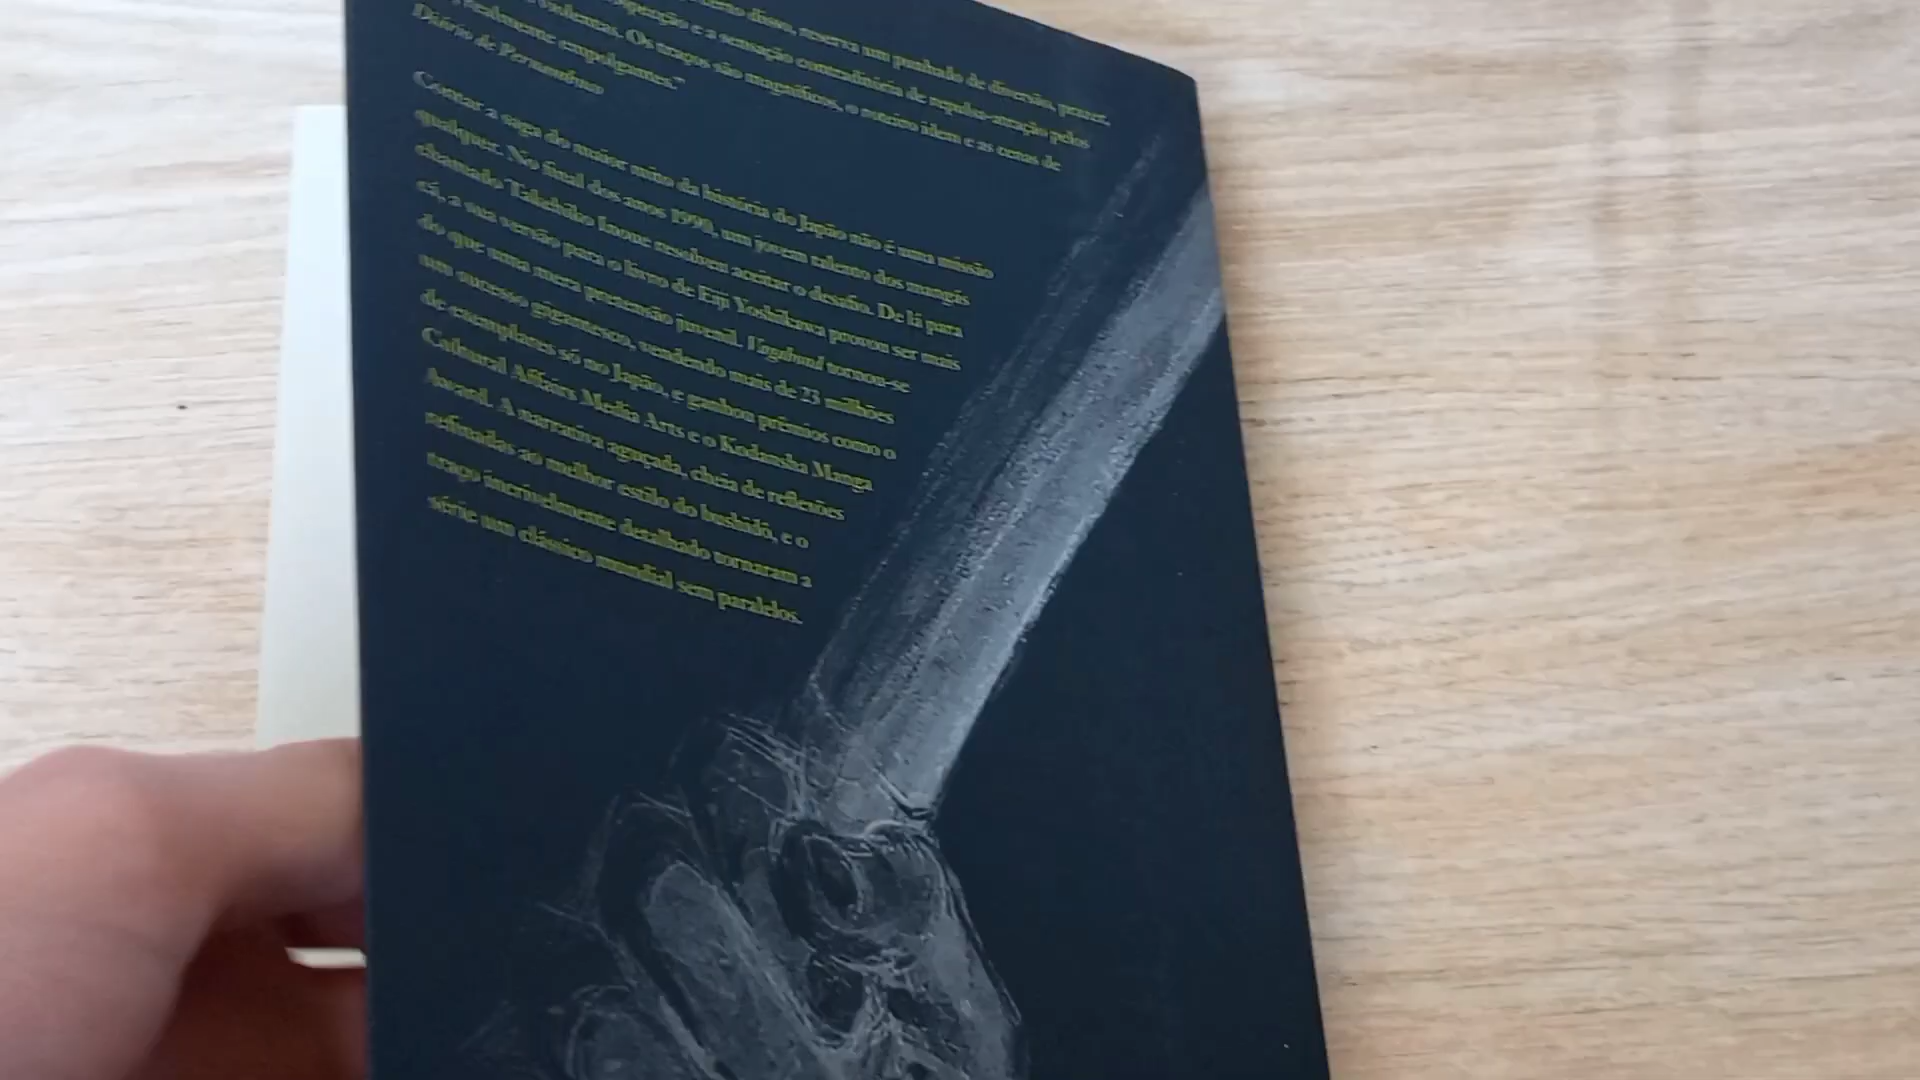 disso, reserva um punhado de diversão, prazer,
e a sensação contraditória de repulsa-atração pelos
violentas. Os traços são magníficos, o roteiro idem e as cenas de
realmente empolgantes."
Diário de Pernambuco
Contar a saga do maior mito da história do Japão não é uma missão
qualquer. No final dos anos 1990, um jovem talento dos mangás
chamado Takehiko Inoue resolveu aceitar o desafio. De lá para
cá, a sua versão para o livro de Eiji Yoshikawa provou ser mais
do que uma mera pretensão juvenil. Vagabond tornou-se
um sucesso gigantesco, vendendo mais de 23 milhões
de exemplares só no Japão, e ganhou prêmios como o
Cultural Affairs Media Arts e o Kodansha Manga
Award. A narrativa aguçada, cheia de reflexões
refinadas ao melhor estilo do bushidô, e o
traço incrivelmente detalhado tornaram a
série um clássico mundial sem paralelos.